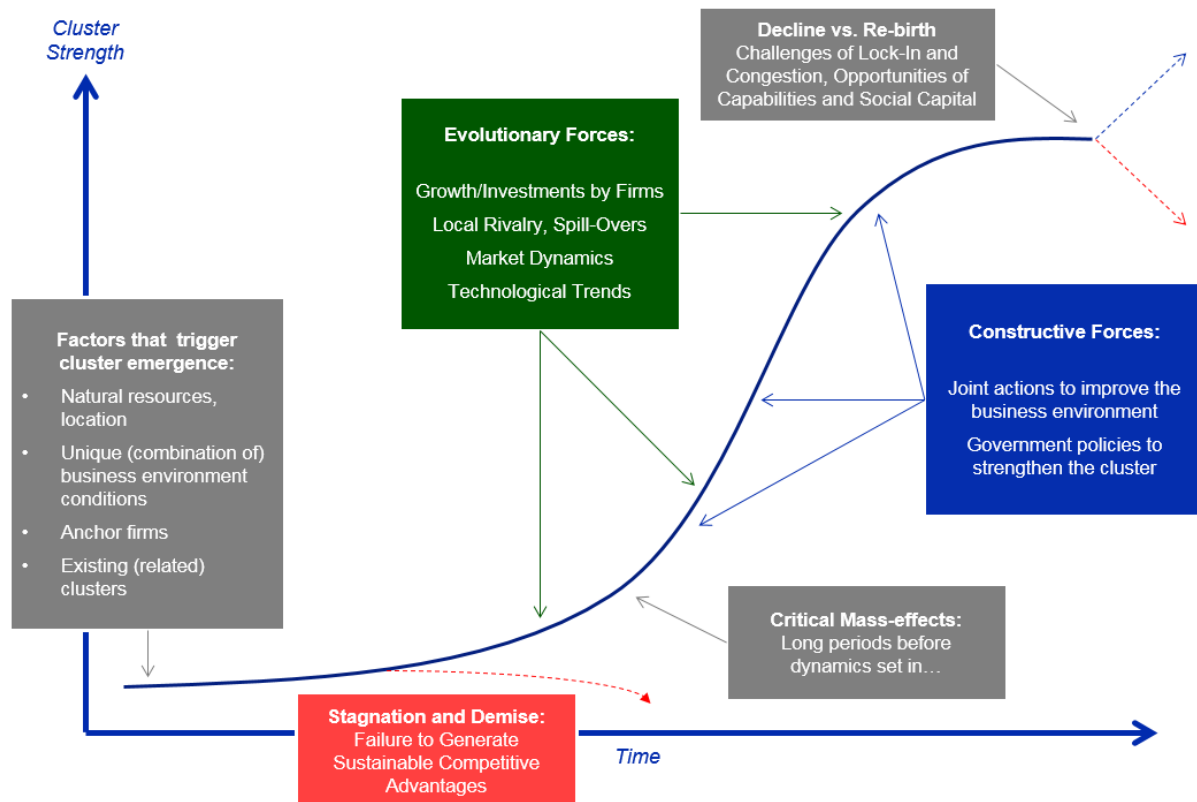 Cluster
Strength
Decline vs. Re-birth
Challenges of Lock-In and
Congestion, Opportunities of
Capabilities and Social Capital
Evolutionary Forces:
Growth/Investments by Firms
Local Rivalry, Spill-Overs
Market Dynamics
Technological Trends
Factors that trigger
cluster emergence:
• Natural resources,
location
• Unique (combination of)
business environment
conditions
• Anchor firms
• Existing (related)
clusters
Constructive Forces:
Joint actions to improve the
business environment
Government policies to
strengthen the cluster
Critical Mass-effects:
Long periods before
dynamics set in…
Stagnation and Demise:
Failure to Generate
Sustainable Competitive
Advantages
Time